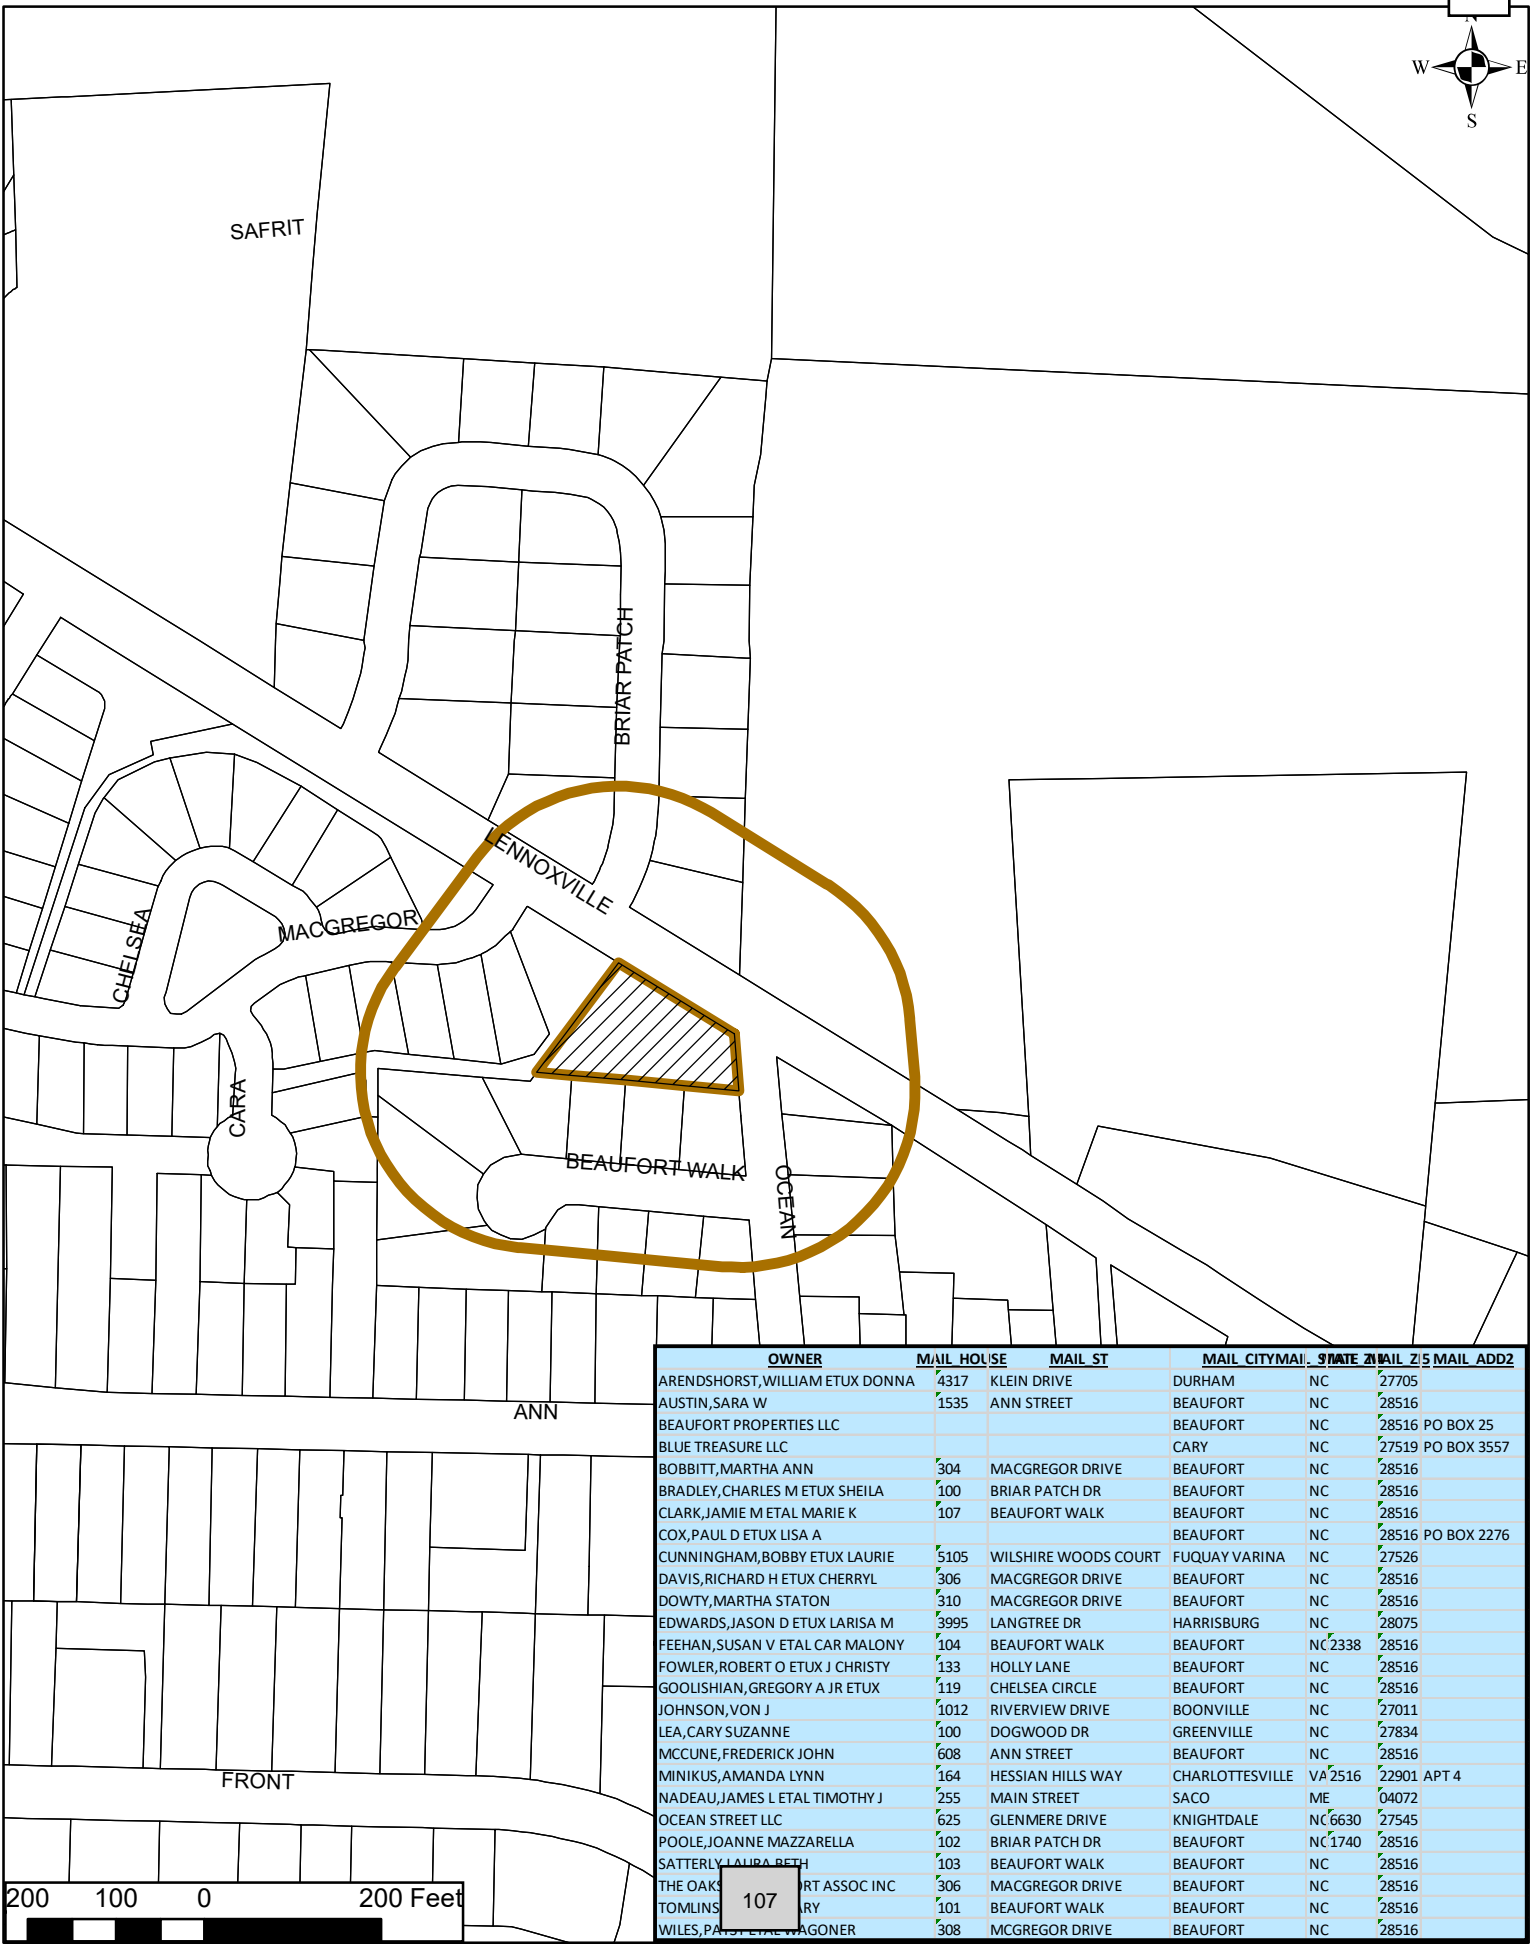 N
W E
S
SAFRIT
BRIAR PATCH
LENNOXVILLE
MACGREGOR
CHELSEA
CARA
BEAUFORT WALK
OCEAN
ANN
FRONT
200 100 0 200 Feet
OWNER MAIL_HOUSE MAIL_ST MAIL_CITY MAIL_ADD2
ARENDSHORST,WILLIAM ETUX DONNA 4317 KLEIN DRIVE DURHAM NC 27705
AUSTIN,SARA W 1535 ANN STREET BEAUFORT NC 28516
BEAUFORT PROPERTIES LLC BEAUFORT NC 28516 PO BOX 25
BLUE TREASURE LLC CARY NC 27519 PO BOX 3557
BOBBITT,MARTHA ANN 304 MACGREGOR DRIVE BEAUFORT NC 28516
BRADLEY,CHARLES M ETUX SHEILA 100 BRIAR PATCH DR BEAUFORT NC 28516
CLARK,JAMIE M ETAL MARIE K 107 BEAUFORT WALK BEAUFORT NC 28516
COX,PAUL D ETUX LISA A BEAUFORT NC 28516 PO BOX 2276
CUNNINGHAM,BOBBY ETUX LAURIE 5105 WILSHIRE WOODS COURT FUQUAY VARINA NC 27526
DAVIS,RICHARD H ETUX CHERRYL 306 MACGREGOR DRIVE BEAUFORT NC 28516
DOWTY,MARTHA STATON 310 MACGREGOR DRIVE BEAUFORT NC 28516
EDWARDS,JASON D ETUX LARISA M 3995 LANGTREE DR HARRISBURG NC 28075
FEEHAN,SUSAN V ETAL CAR MALONY 104 BEAUFORT WALK BEAUFORT NC 2338 28516
FOWLER,ROBERT O ETUX J CHRISTY 133 HOLLY LANE BEAUFORT NC 28516
GOOLISHIAN,GREGORY A JR ETUX 119 CHELSEA CIRCLE BEAUFORT NC 28516
JOHNSON,VON J 1012 RIVERVIEW DRIVE BOONVILLE NC 27011
LEA,CARY SUZANNE 100 DOGWOOD DR GREENVILLE NC 27834
MCCUNE,FREDERICK JOHN 608 ANN STREET BEAUFORT NC 28516
MINIKUS,AMANDA LYNN 164 HESSIAN HILLS WAY CHARLOTTESVILLE VA 2516 22901 APT 4
NADEAU,JAMES L ETAL TIMOTHY J 255 MAIN STREET SACO ME 04072
OCEAN STREET LLC 625 GLENMERE DRIVE KNIGHTDALE NC 6630 27545
POOLE,JOANNE MAZZARELLA 102 BRIAR PATCH DR BEAUFORT NC 1740 28516
SATTERLY,LAURA BETH 103 BEAUFORT WALK BEAUFORT NC 28516
THE OAKS ASSOC INC 306 MACGREGOR DRIVE BEAUFORT NC 28516
101 BEAUFORT WALK BEAUFORT NC 28516
WAGONER 308 MCGREGOR DRIVE BEAUFORT NC 28516
107